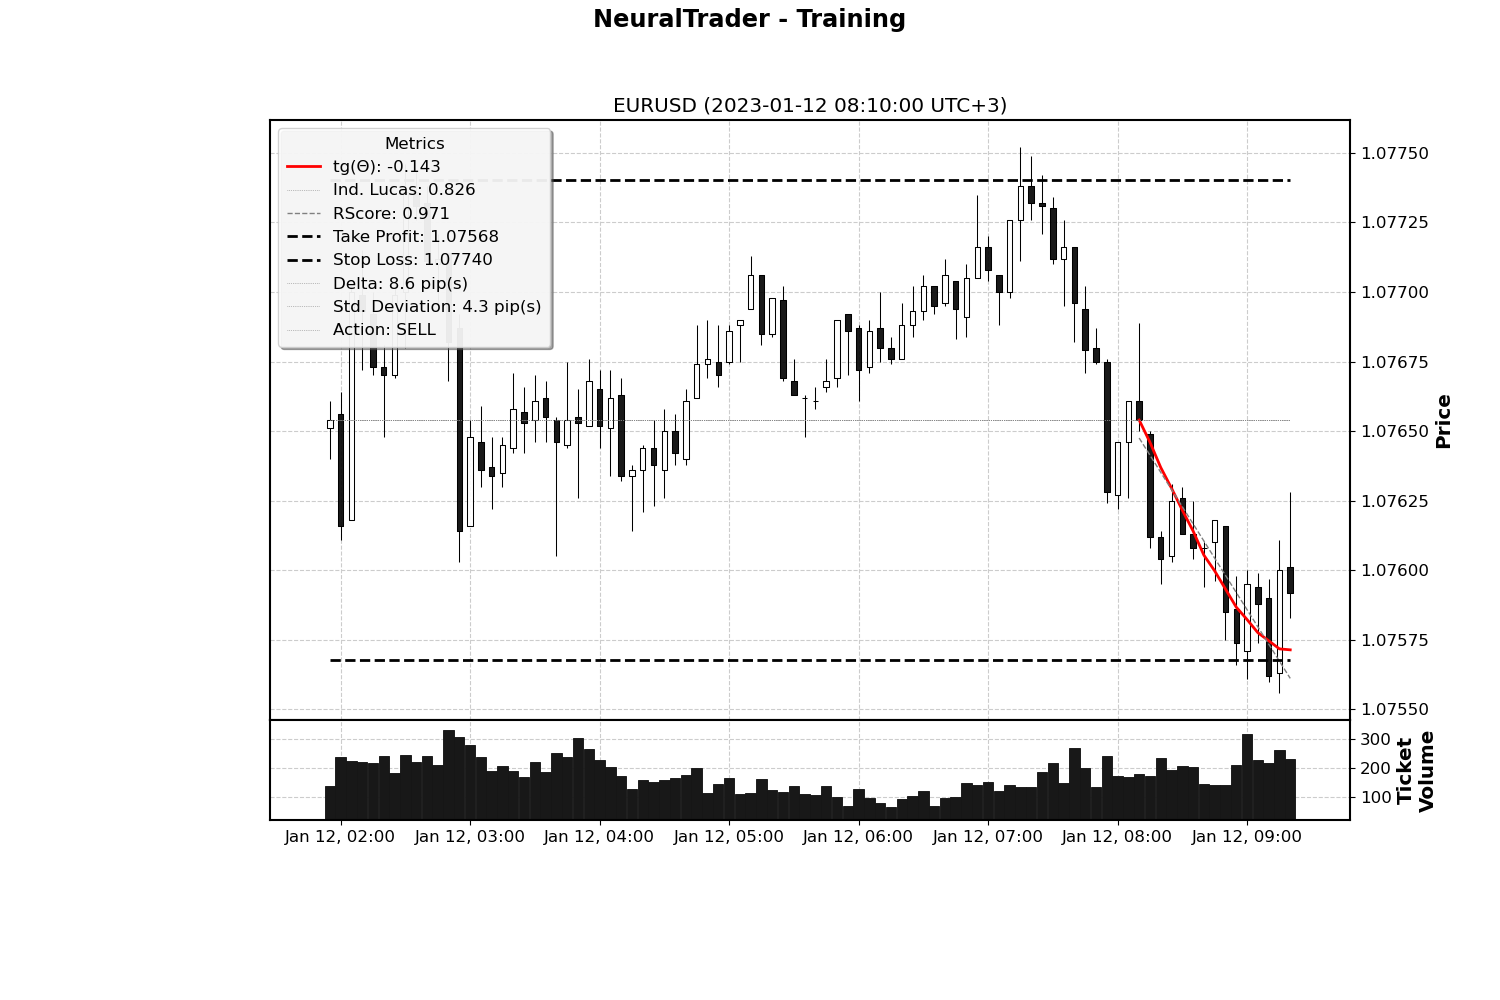 NeuralTrader - Training
EURUSD (2023-01-12 08:10:00 UTC+3)
Metrics
tg(Θ): -0.143
Ind. Lucas: 0.826
RScore: 0.971
Take Profit: 1.07568
Stop Loss: 1.07740
Delta: 8.6 pip(s)
Std. Deviation: 4.3 pip(s)
Action: SELL
1.07750
1.07725
1.07700
1.07675
1.07650
1.07625
1.07600
1.07575
1.07550
Price
300
200
100
Ticket
Volume
Jan 12, 02:00
Jan 12, 03:00
Jan 12, 04:00
Jan 12, 05:00
Jan 12, 06:00
Jan 12, 07:00
Jan 12, 08:00
Jan 12, 09:00